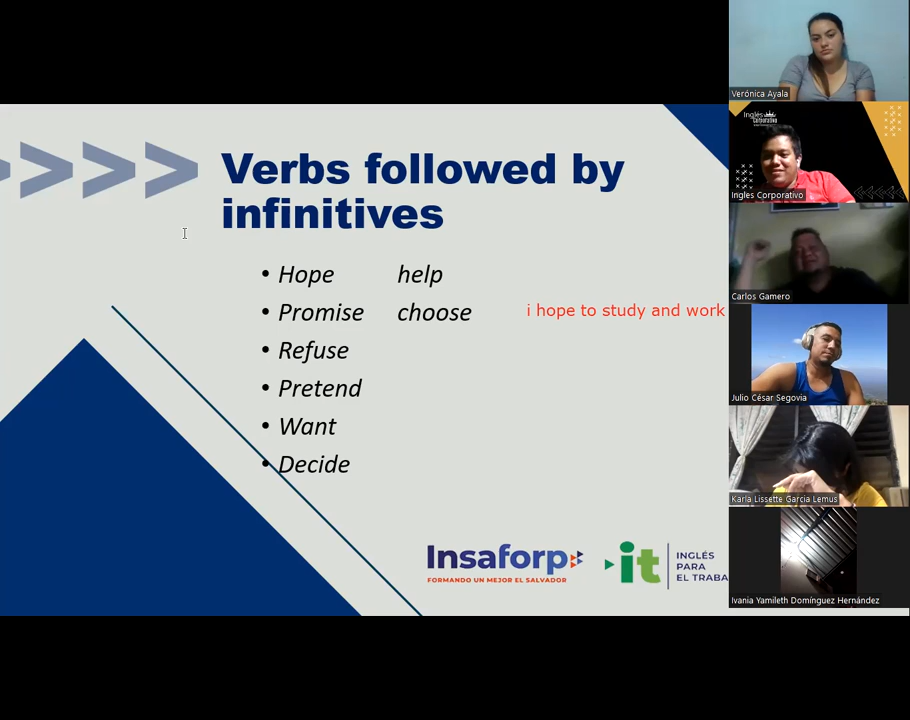 Verbs followed by
infinitives
• Hope help
• Promise choose
i hope to study and work
• Refuse
• Pretend
• Want
• Decide
Insaforp
FORMANDO UN MEJOR EL SALVADOR
it
INGLÉS
PARA
EL TRABA
Verónica Ayala
Inglés
Corporativo
Ingles Corporativo
Carlos Gamero
Julio César Segovia
Karla Lissette Garcia Lemus
Ivania Yamileth Domínguez Hernández